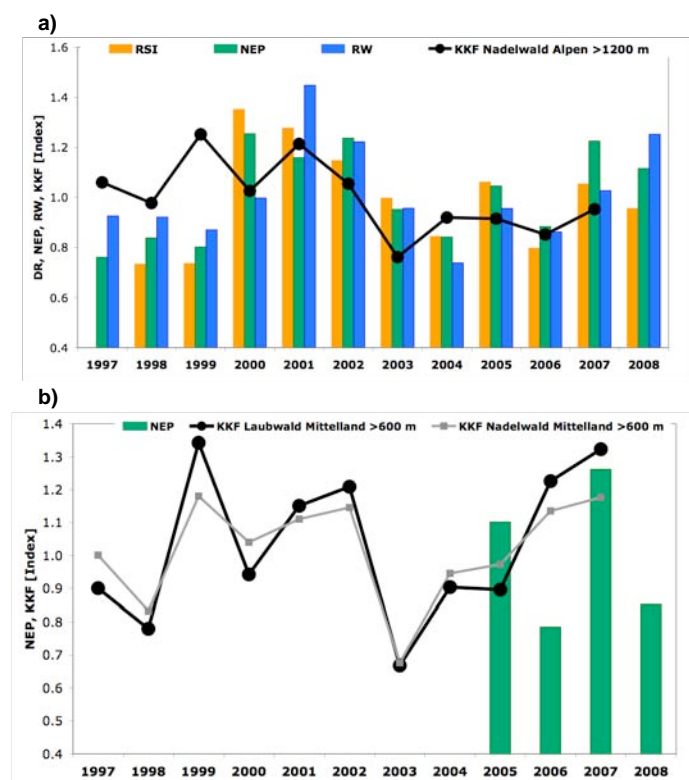 a)
RSI NEP RW KKF Nadelwald Alpen >1200 m
DR, NEP, RW, KKF [Index]
1.6
1.4
1.2
1.0
0.8
0.6
0.4
1997 1998 1999 2000 2001 2002 2003 2004 2005 2006 2007 2008
b)
NEP KKF Laubwald Mittelland >600 m KKF Nadelwald Mittelland >600 m
NEP, KKF [Index]
1.4
1.3
1.2
1.1
1.0
0.9
0.8
0.7
0.6
0.5
0.4
1997 1998 1999 2000 2001 2002 2003 2004 2005 2006 2007 2008